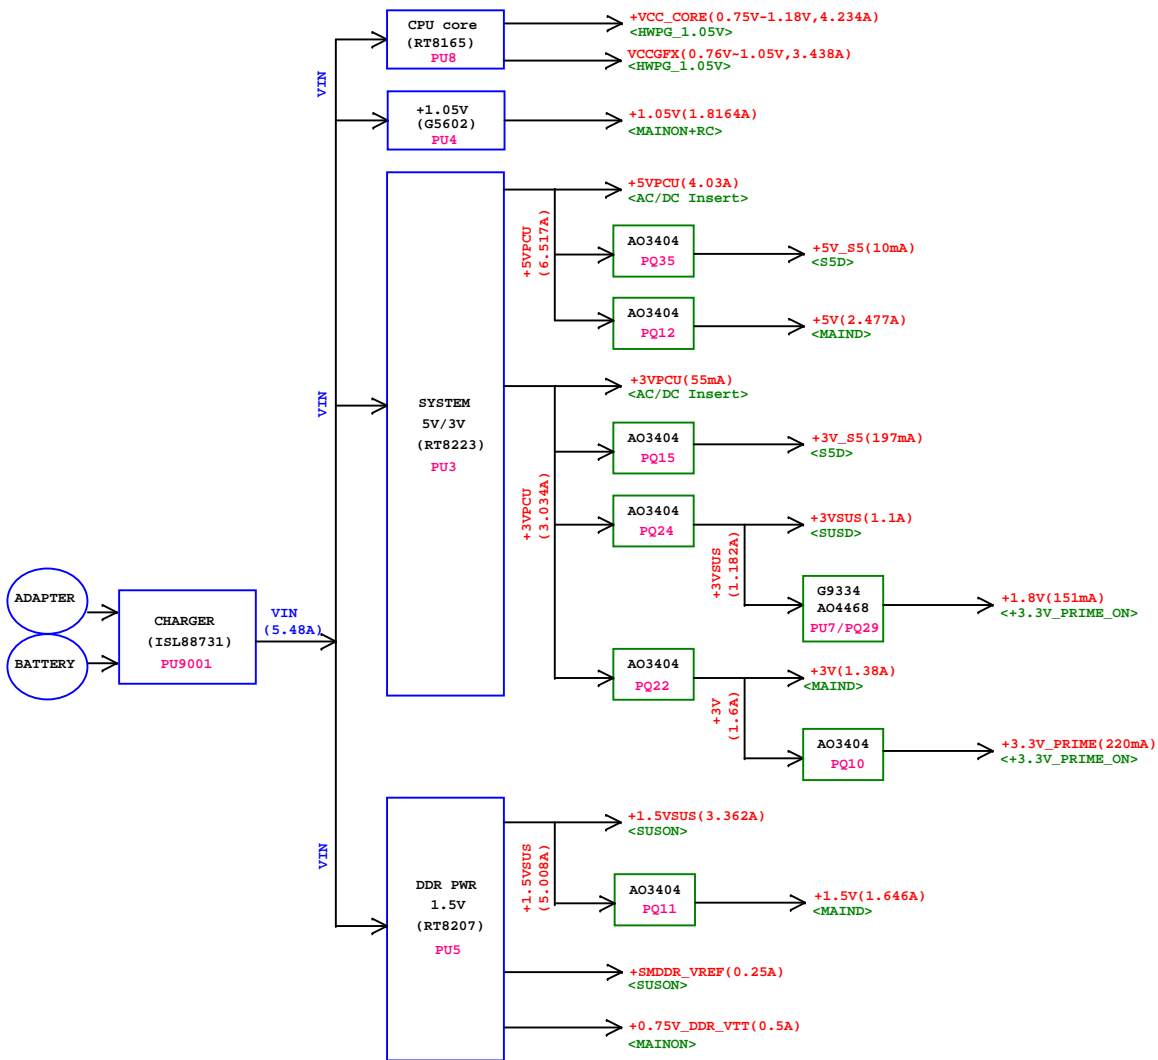 CPU core
(RT8165)
PU8
+VCC_CORE(0.75V-1.18V,4.234A)
<HWPG_1.05V>
VCCGFX(0.76V~1.05V,3.438A)
<HWPG_1.05V>
VIN
+1.05V
(G5602)
PU4
+1.05V(1.8164A)
<MAINON+RC>
+5VPCU(4.03A)
<AC/DC Insert>
+5VPCU
(6.517A)
AO3404
PQ35
+5V_S5(10mA)
<S5D>
AO3404
PQ12
+5V(2.477A)
<MAIND>
VIN
SYSTEM
5V/3V
(RT8223)
PU3
+3VPCU(55mA)
<AC/DC Insert>
+3VPCU
(3.034A)
AO3404
PQ15
+3V_S5(197mA)
<S5D>
AO3404
PQ24
+3VSUS(1.1A)
<SUSD>
+3VSUS
(1.182A)
G9334
AO4468
PU7/PQ29
+1.8V(151mA)
<+3.3V_PRIME_ON>
ADAPTER
BATTERY
CHARGER
(ISL88731)
PU9001
VIN
(5.48A)
AO3404
PQ22
+3V(1.38A)
<MAIND>
+3V
(1.6A)
AO3404
PQ10
+3.3V_PRIME(220mA)
<+3.3V_PRIME_ON>
VIN
DDR PWR
1.5V
(RT8207)
PU5
+1.5VSUS(3.362A)
<SUSON>
+1.5VSUS
(5.008A)
AO3404
PQ11
+1.5V(1.646A)
<MAIND>
+SMDDR_VREF(0.25A)
<SUSON>
+0.75V_DDR_VTT(0.5A)
<MAINON>